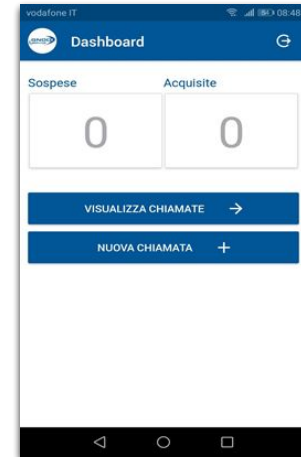 vodafone IT 08:48
Dashboard
Sospese Acquisite
0 0
VISUALIZZA CHIAMATE →
NUOVA CHIAMATA +